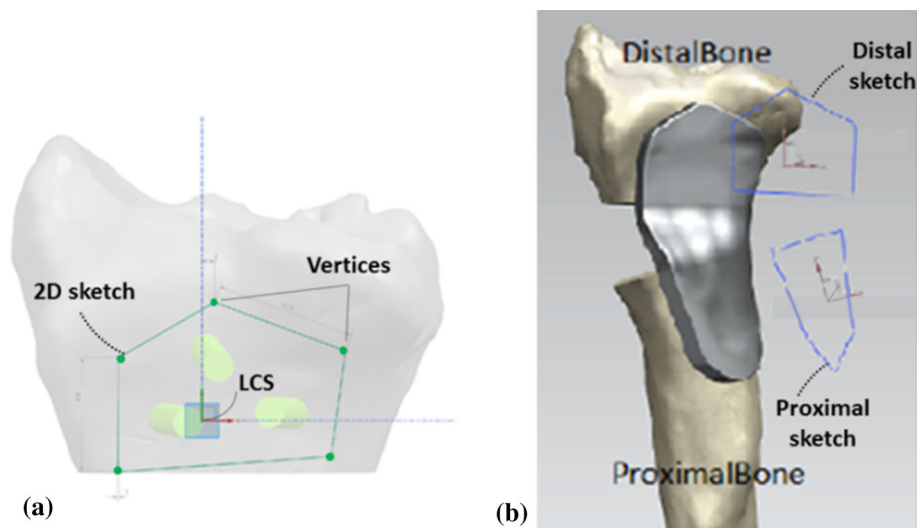 Vertices
2D sketch
LCS
(a)
DistalBone
Distal
sketch
Proximal
sketch
ProximalBone
(b)